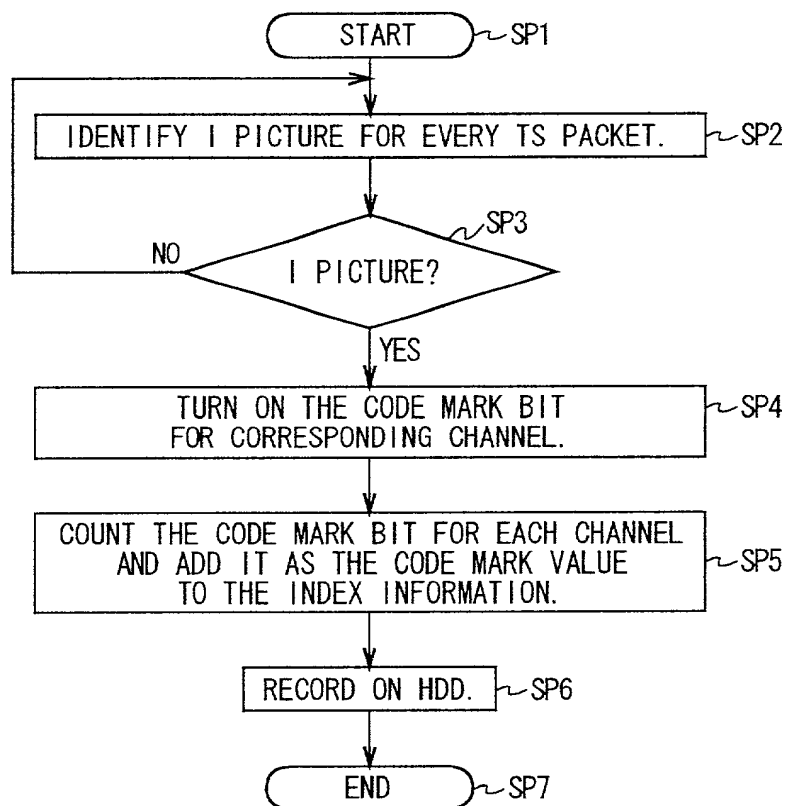 START SP1
IDENTIFY I PICTURE FOR EVERY TS PACKET. SP2
SP3
NO
I PICTURE?
YES
TURN ON THE CODE MARK BIT
FOR CORRESPONDING CHANNEL.
SP4
COUNT THE CODE MARK BIT FOR EACH CHANNEL
AND ADD IT AS THE CODE MARK VALUE
TO THE INDEX INFORMATION.
SP5
RECORD ON HDD. SP6
END SP7